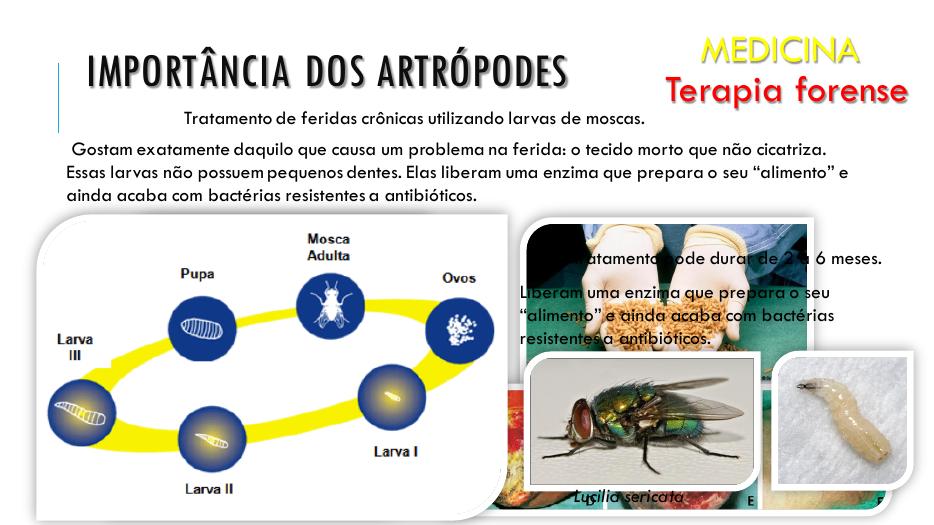 IMPORTÂNCIA DOS ARTRÓPODES
MEDICINA
Terapia forense
Tratamento de feridas crônicas utilizando larvas de moscas.
Gostam exatamente daquilo que causa um problema na ferida: o tecido morto que não cicatriza.
Essas larvas não possuem pequenos dentes. Elas liberam uma enzima que prepara o seu “alimento” e
ainda acaba com bactérias resistentes a antibióticos.
Mosca
Adulta
Pupa
Ovos
Larva
III
Larva I
Larva II
pode durar de 2 a 6 meses.
Liberam uma enzima que prepara o seu
“alimento” e ainda acaba com bactérias
resistentes a antibióticos.
Lucilia sericata
D
E
F